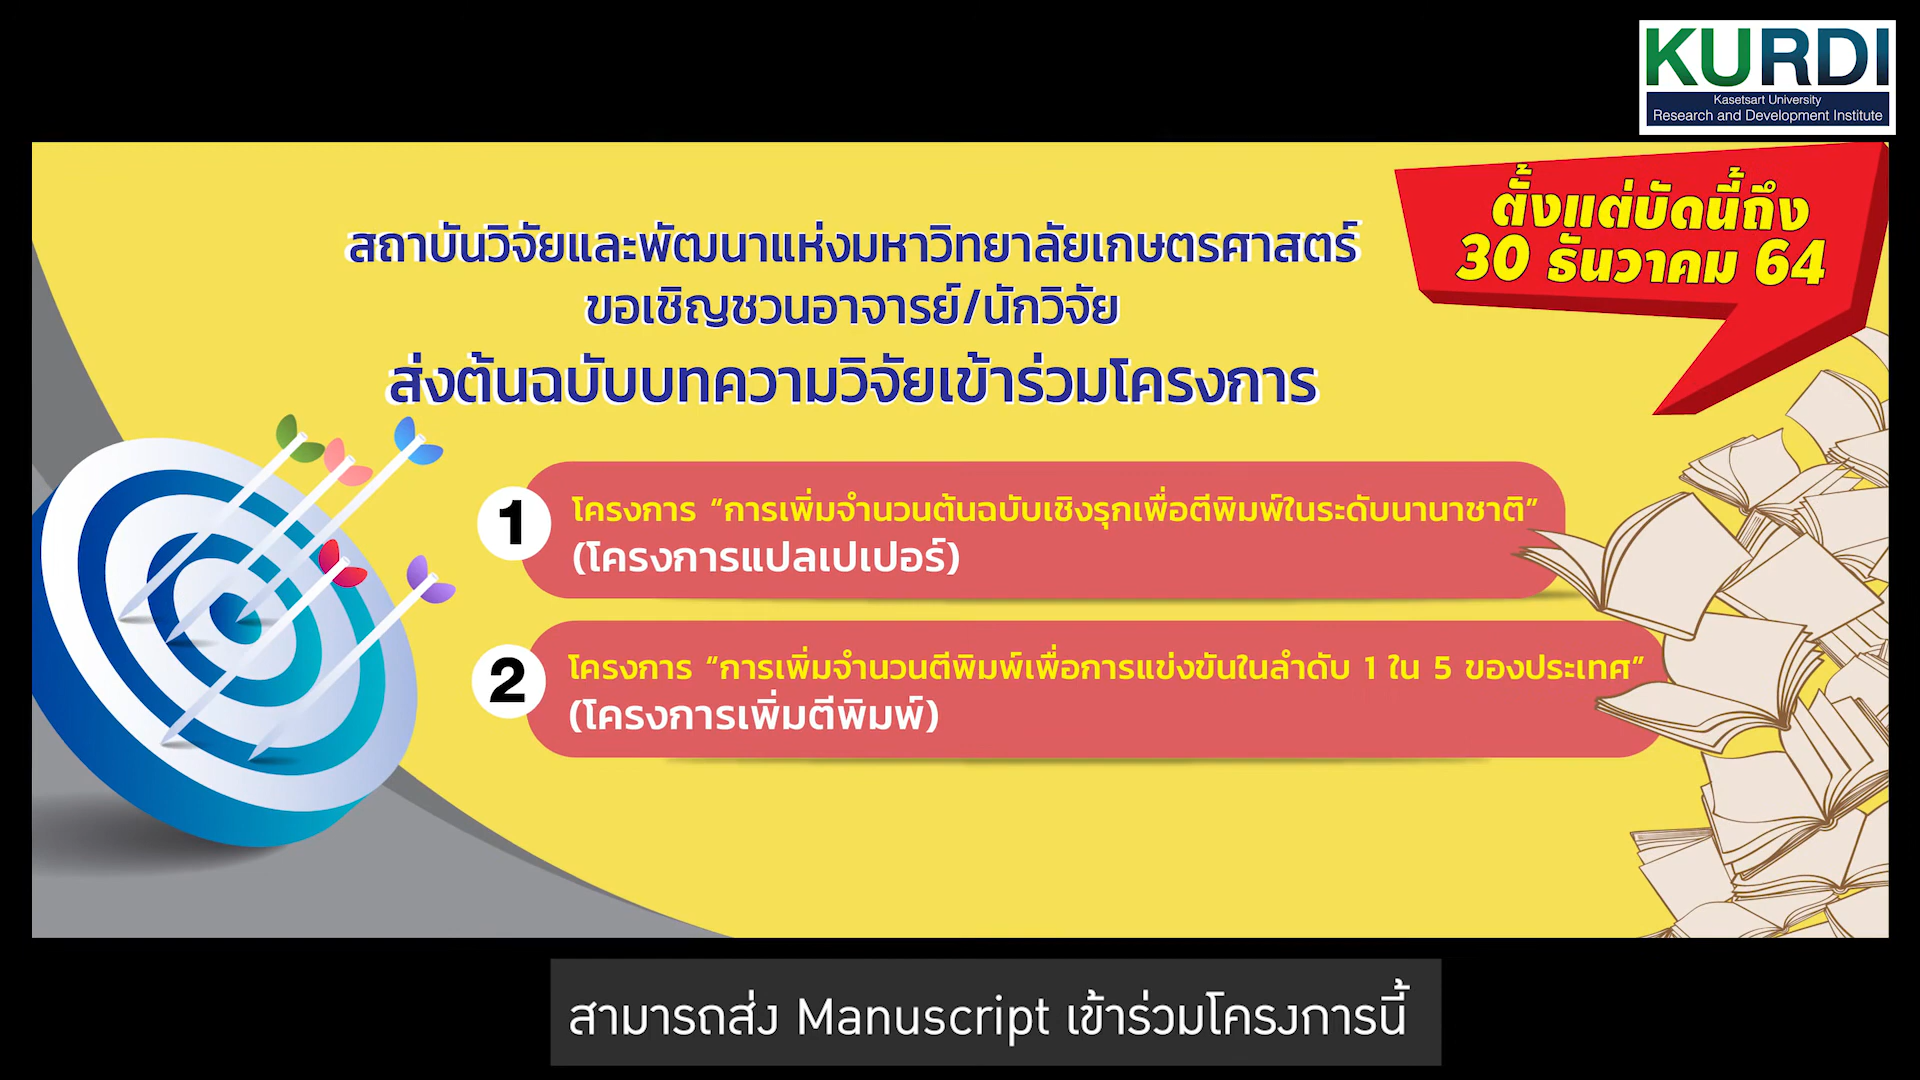 KURDI
Kasetsart University
Research and Development Institute
ตั้งแต่บัดนี้ถึง
30 ธันวาคม 64
สถาบันวิจัยและพัฒนาแห่งมหาวิทยาลัยเกษตรศาสตร์
ขอเชิญชวนอาจารย์/นักวิจัย
ส่งต้นฉบับบทความวิจัยเข้าร่วมโครงการ
1 โครงการ “การเพิ่มจำนวนต้นฉบับเชิงรุกเพื่อตีพิมพ์ในระดับนานาชาติ”
(โครงการแปลเปเปอร์)
2 โครงการ “การเพิ่มจำนวนตีพิมพ์เพื่อการแข่งขันในลำดับ 1 ใน 5 ของประเทศ”
(โครงการเพิ่มตีพิมพ์)
สามารถส่ง Manuscript เข้าร่วมโครงการนี้